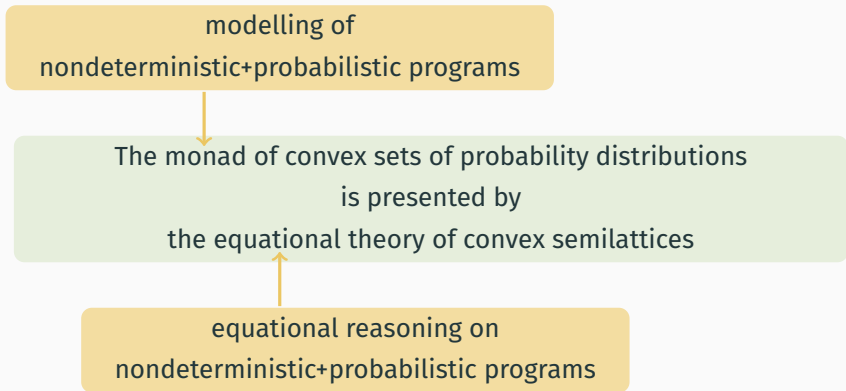 modelling of
nondeterministic+probabilistic programs
The monad of convex sets of probability distributions
is presented by
the equational theory of convex semilattices
equational reasoning on
nondeterministic+probabilistic programs